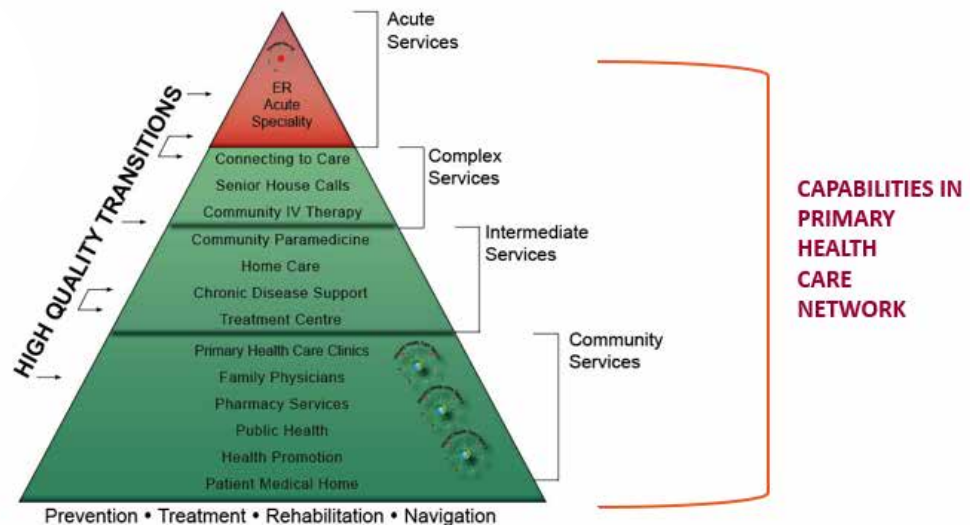 Acute
Services
ER
Acute
Speciality
HIGH QUALITY TRANSITIONS
Connecting to Care
Senior House Calls
Community IV Therapy
Complex
Services
Community Paramedicine
Home Care
Chronic Disease Support
Treatment Centre
Intermediate
Services
Primary Health Care Clinics
Family Physicians
Pharmacy Services
Public Health
Health Promotion
Patient Medical Home
Community
Services
Prevention • Treatment • Rehabilitation • Navigation
CAPABILITIES IN
PRIMARY
HEALTH
CARE
NETWORK